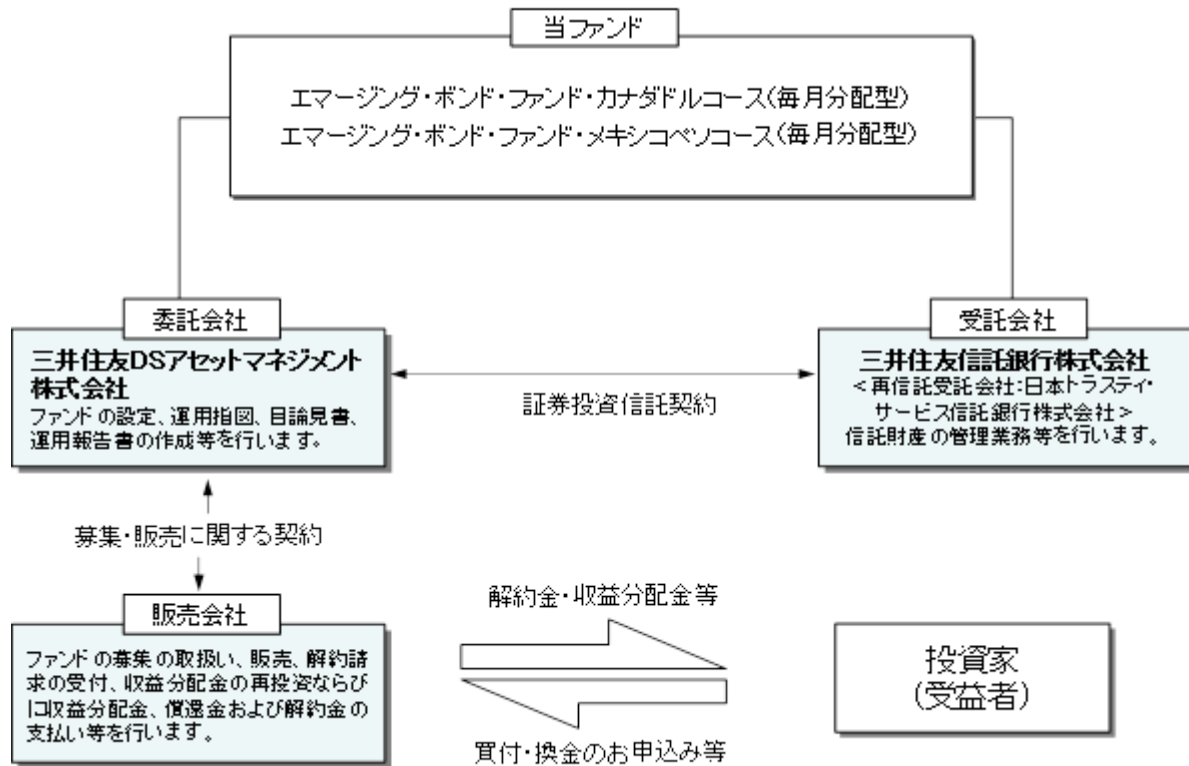 当ファンド
エマージング・ボンド・ファンド・カナダドルコース(毎月分配型)
エマージング・ボンド・ファンド・メキシコペソコース(毎月分配型)
委託会社
三井住友DSアセットマネジメント
株式会社
ファンドの設定、運用指図、目論見書、
運用報告書の作成等を行います。
証券投資信託契約
受託会社
三井住友信託銀行株式会社
<再信託受託会社:日本トラスティ・
サービス信託銀行株式会社>
信託財産の管理業務等を行います。
募集・販売に関する契約
販売会社
ファンドの募集の取扱い、販売、解約請
求の受付、収益分配金の再投資ならび
に収益分配金、償還金および解約金の
支払い等を行います。
解約金・収益分配金等
買付・換金のお申込み等
投資家
(受益者)